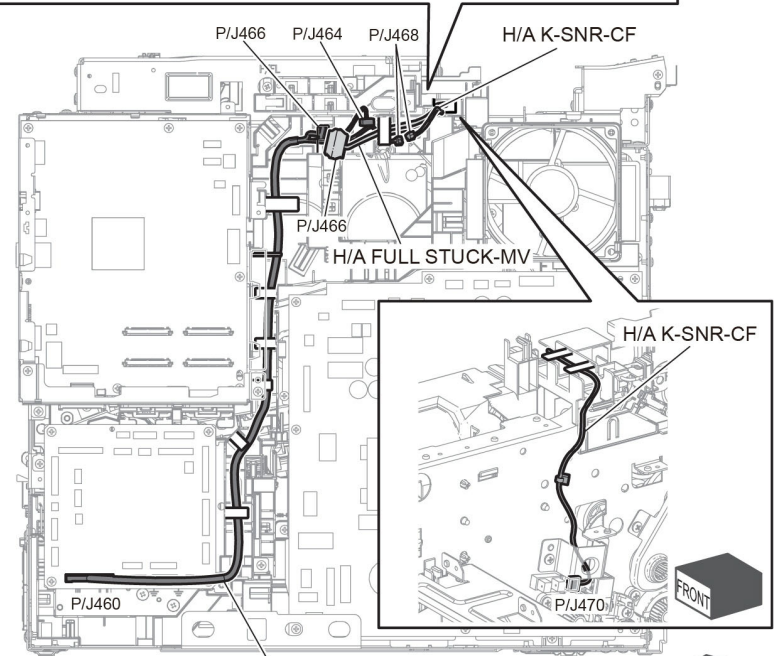 P/J466
P/J464
P/J468
H/A K-SNR-CF
P/J466
H/A FULL STUCK-MV
H/A K-SNR-CF
P/J460
P/J470
FRONT